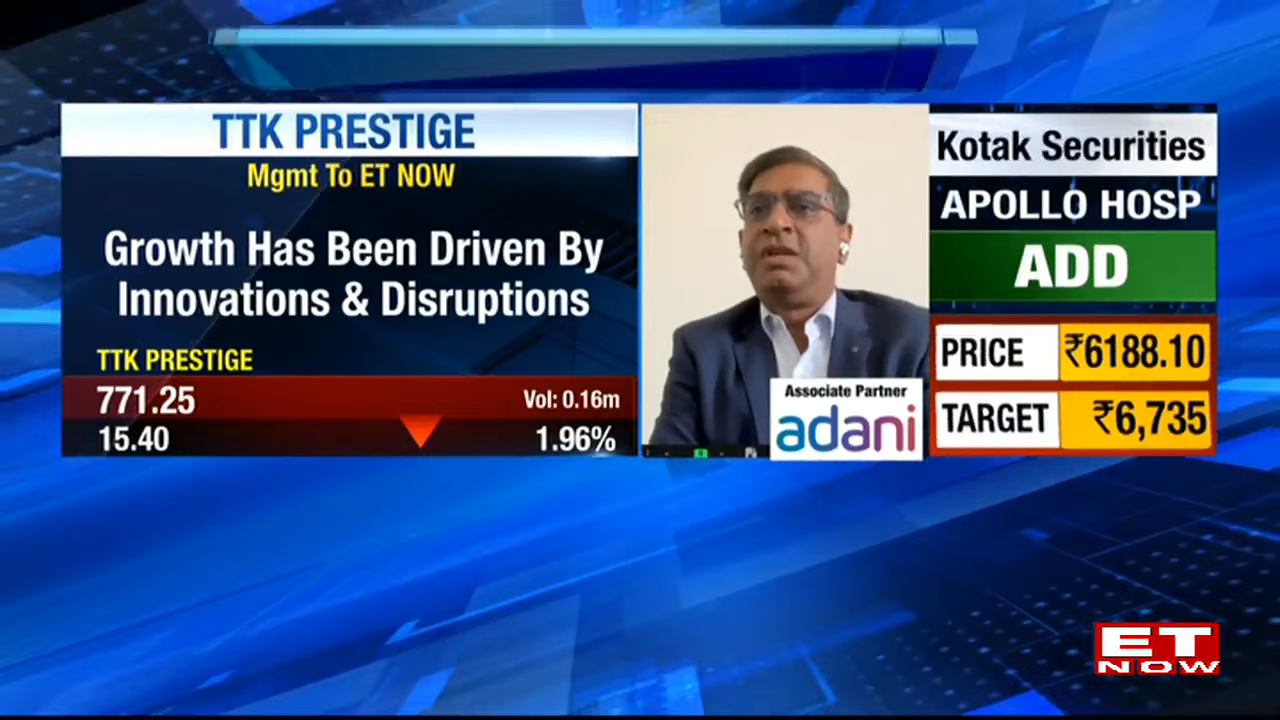 TTK PRESTIGE
Mgmt To ET NOW
Growth Has Been Driven By
Innovations & Disruptions
TTK PRESTIGE
771.25 Vol: 0.16m
15.40 1.96%
Associate Partner
adani
Kotak Securities
APOLLO HOSP
ADD
PRICE ₹6188.10
TARGET ₹6,735
ET
NOW